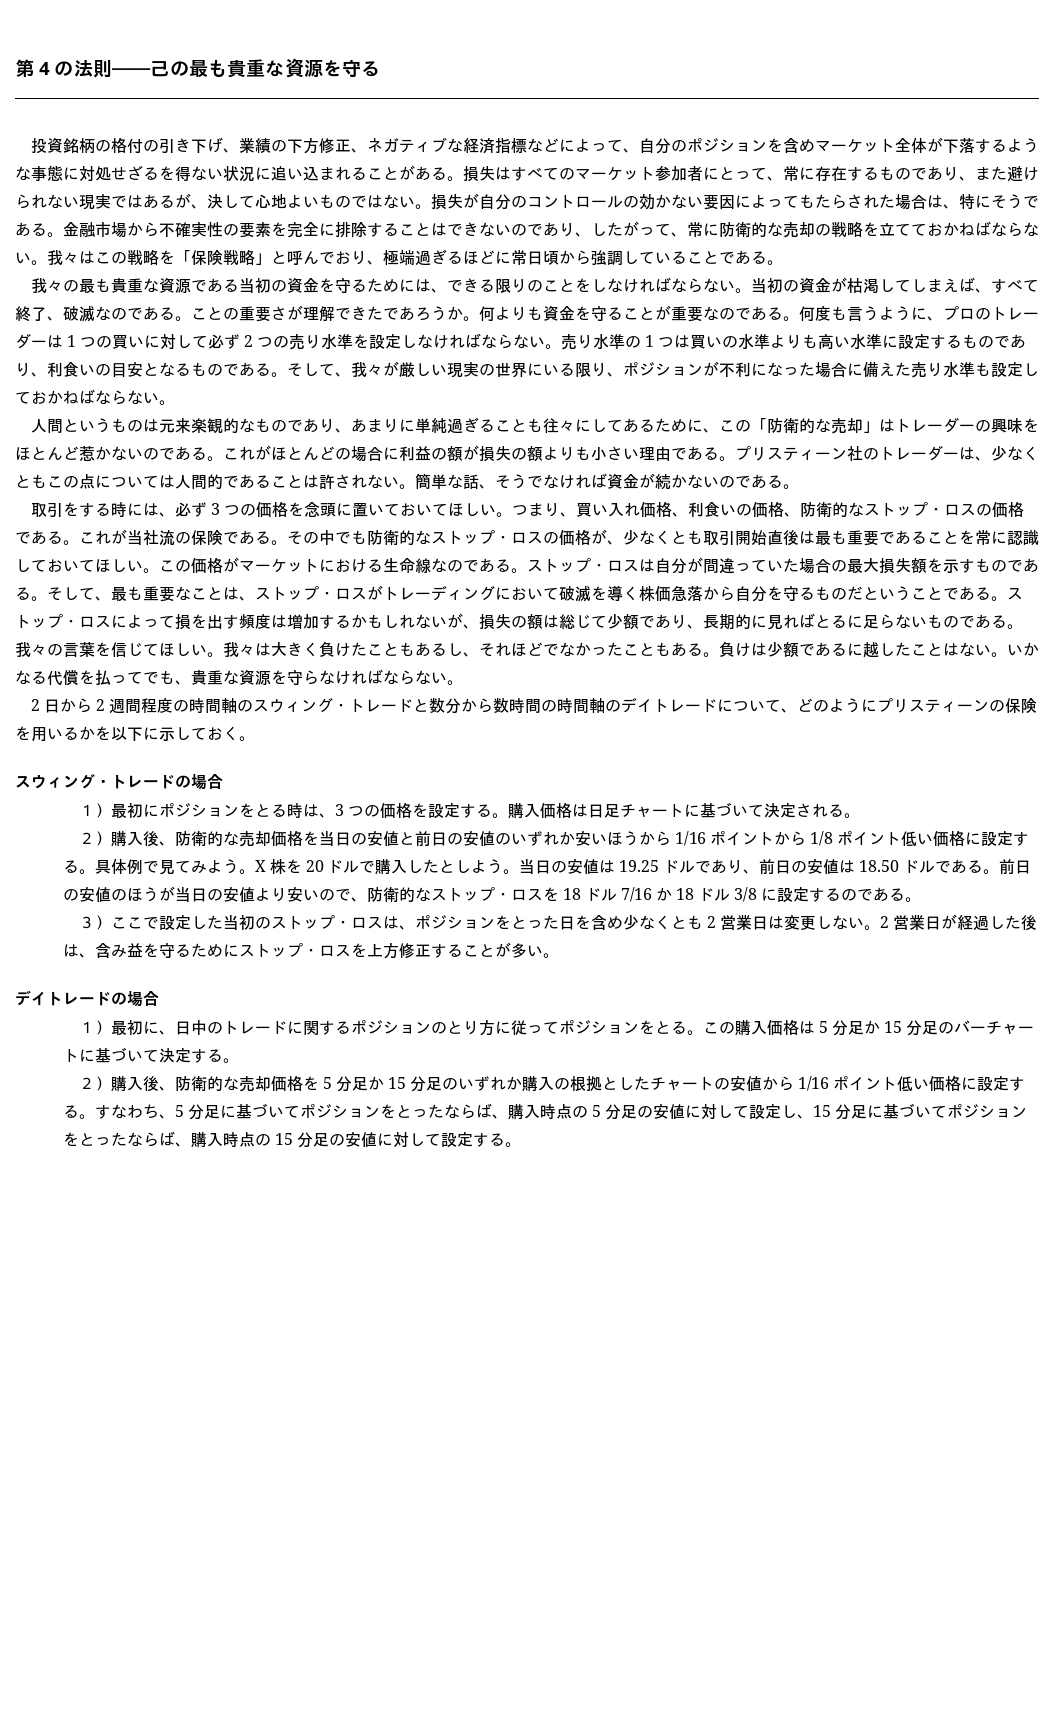 第 4 の法則――己の最も貴重な資源を守る
　投資銘柄の格付の引き下げ、業績の下方修正、ネガティブな経済指標などによって、自分のポジションを含めマーケット全体が下落するよう
な事態に対処せざるを得ない状況に追い込まれることがある。損失はすべてのマーケット参加者にとって、常に存在するものであり、また避け
られない現実ではあるが、決して心地よいものではない。損失が自分のコントロールの効かない要因によってもたらされた場合は、特にそうで
ある。金融市場から不確実性の要素を完全に排除することはできないのであり、したがって、常に防衛的な売却の戦略を立てておかねばならな
い。我々はこの戦略を「保険戦略」と呼んでおり、極端過ぎるほどに常日頃から強調していることである。
　我々の最も貴重な資源である当初の資金を守るためには、できる限りのことをしなければならない。当初の資金が枯渇してしまえば、すべて
終了、破滅なのである。ことの重要さが理解できたであろうか。何よりも資金を守ることが重要なのである。何度も言うように、プロのトレー
ダーは 1 つの買いに対して必ず 2 つの売り水準を設定しなければならない。売り水準の 1 つは買いの水準よりも高い水準に設定するものであ
り、利食いの目安となるものである。そして、我々が厳しい現実の世界にいる限り、ポジションが不利になった場合に備えた売り水準も設定し
ておかねばならない。
　人間というものは元来楽観的なものであり、あまりに単純過ぎることも往々にしてあるために、この「防衛的な売却」はトレーダーの興味を
ほとんど惹かないのである。これがほとんどの場合に利益の額が損失の額よりも小さい理由である。プリスティーン社のトレーダーは、少なく
ともこの点については人間的であることは許されない。簡単な話、そうでなければ資金が続かないのである。
　取引をする時には、必ず 3 つの価格を念頭に置いておいてほしい。つまり、買い入れ価格、利食いの価格、防衛的なストップ・ロスの価格
である。これが当社流の保険である。その中でも防衛的なストップ・ロスの価格が、少なくとも取引開始直後は最も重要であることを常に認識
しておいてほしい。この価格がマーケットにおける生命線なのである。ストップ・ロスは自分が間違っていた場合の最大損失額を示すものであ
る。そして、最も重要なことは、ストップ・ロスがトレーディングにおいて破滅を導く株価急落から自分を守るものだということである。ス
トップ・ロスによって損を出す頻度は増加するかもしれないが、損失の額は総じて少額であり、長期的に見ればとるに足らないものである。
我々の言葉を信じてほしい。我々は大きく負けたこともあるし、それほどでなかったこともある。負けは少額であるに越したことはない。いか
なる代償を払ってでも、貴重な資源を守らなければならない。
　2 日から 2 週間程度の時間軸のスウィング・トレードと数分から数時間の時間軸のデイトレードについて、どのようにプリスティーンの保険
を用いるかを以下に示しておく。
スウィング・トレードの場合
　1 ）最初にポジションをとる時は、3 つの価格を設定する。購入価格は日足チャートに基づいて決定される。
　2 ）購入後、防衛的な売却価格を当日の安値と前日の安値のいずれか安いほうから 1/16 ポイントから 1/8 ポイント低い価格に設定す
る。具体例で見てみよう。X 株を 20 ドルで購入したとしよう。当日の安値は 19.25 ドルであり、前日の安値は 18.50 ドルである。前日
の安値のほうが当日の安値より安いので、防衛的なストップ・ロスを 18 ドル 7/16 か 18 ドル 3/8 に設定するのである。
　3 ）ここで設定した当初のストップ・ロスは、ポジションをとった日を含め少なくとも 2 営業日は変更しない。2 営業日が経過した後
は、含み益を守るためにストップ・ロスを上方修正することが多い。
デイトレードの場合
　1 ）最初に、日中のトレードに関するポジションのとり方に従ってポジションをとる。この購入価格は 5 分足か 15 分足のバーチャー
トに基づいて決定する。
　2 ）購入後、防衛的な売却価格を 5 分足か 15 分足のいずれか購入の根拠としたチャートの安値から 1/16 ポイント低い価格に設定す
る。すなわち、5 分足に基づいてポジションをとったならば、購入時点の 5 分足の安値に対して設定し、15 分足に基づいてポジション
をとったならば、購入時点の 15 分足の安値に対して設定する。